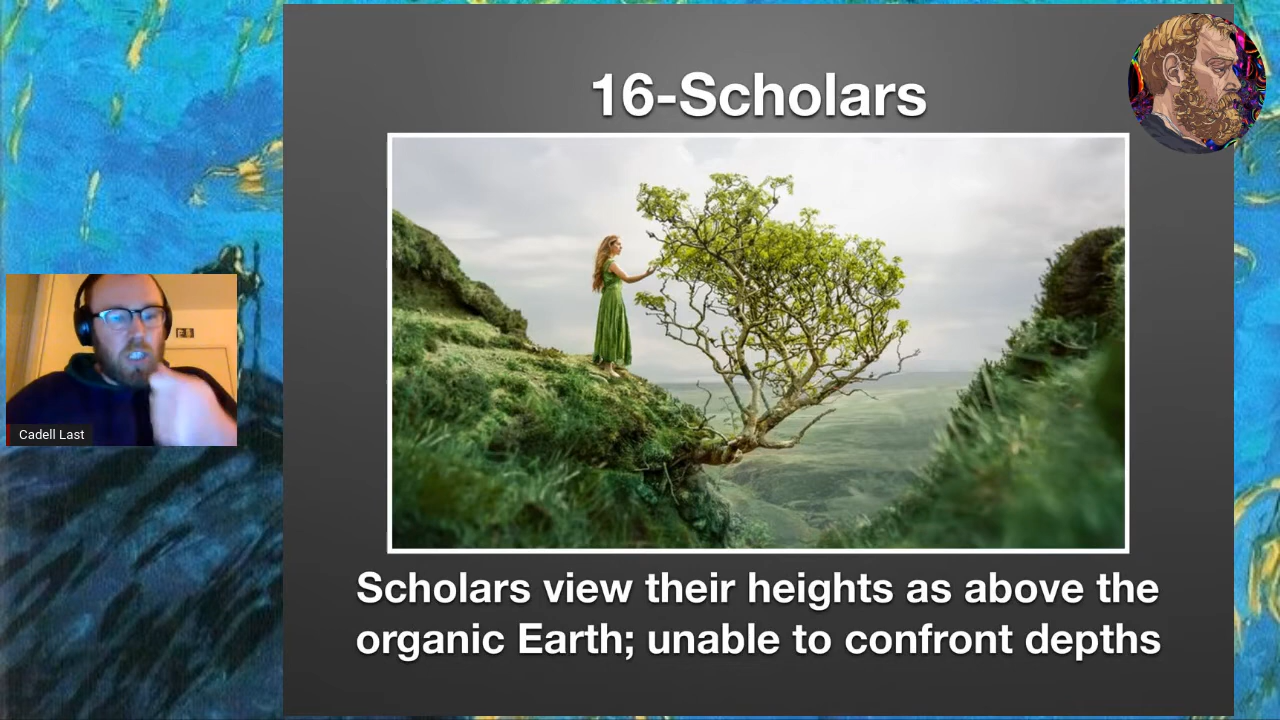 16-Scholars
Cadell Last
Scholars view their heights as above the
organic Earth; unable to confront depths